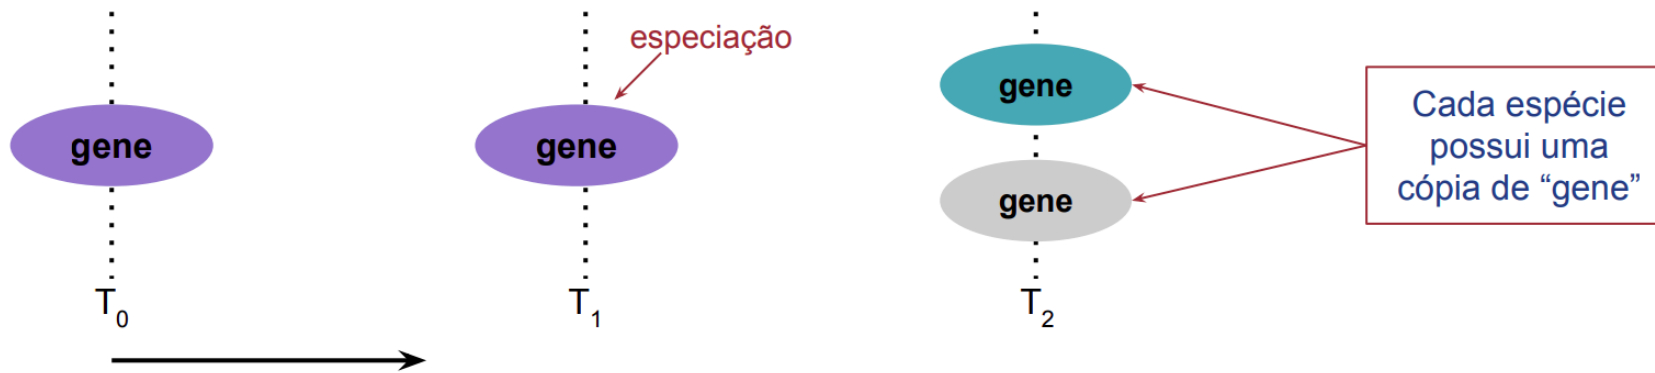 especiação
gene
gene
gene
gene
Cada espécie
possui uma
cópia de “gene”
T0
T1
T2